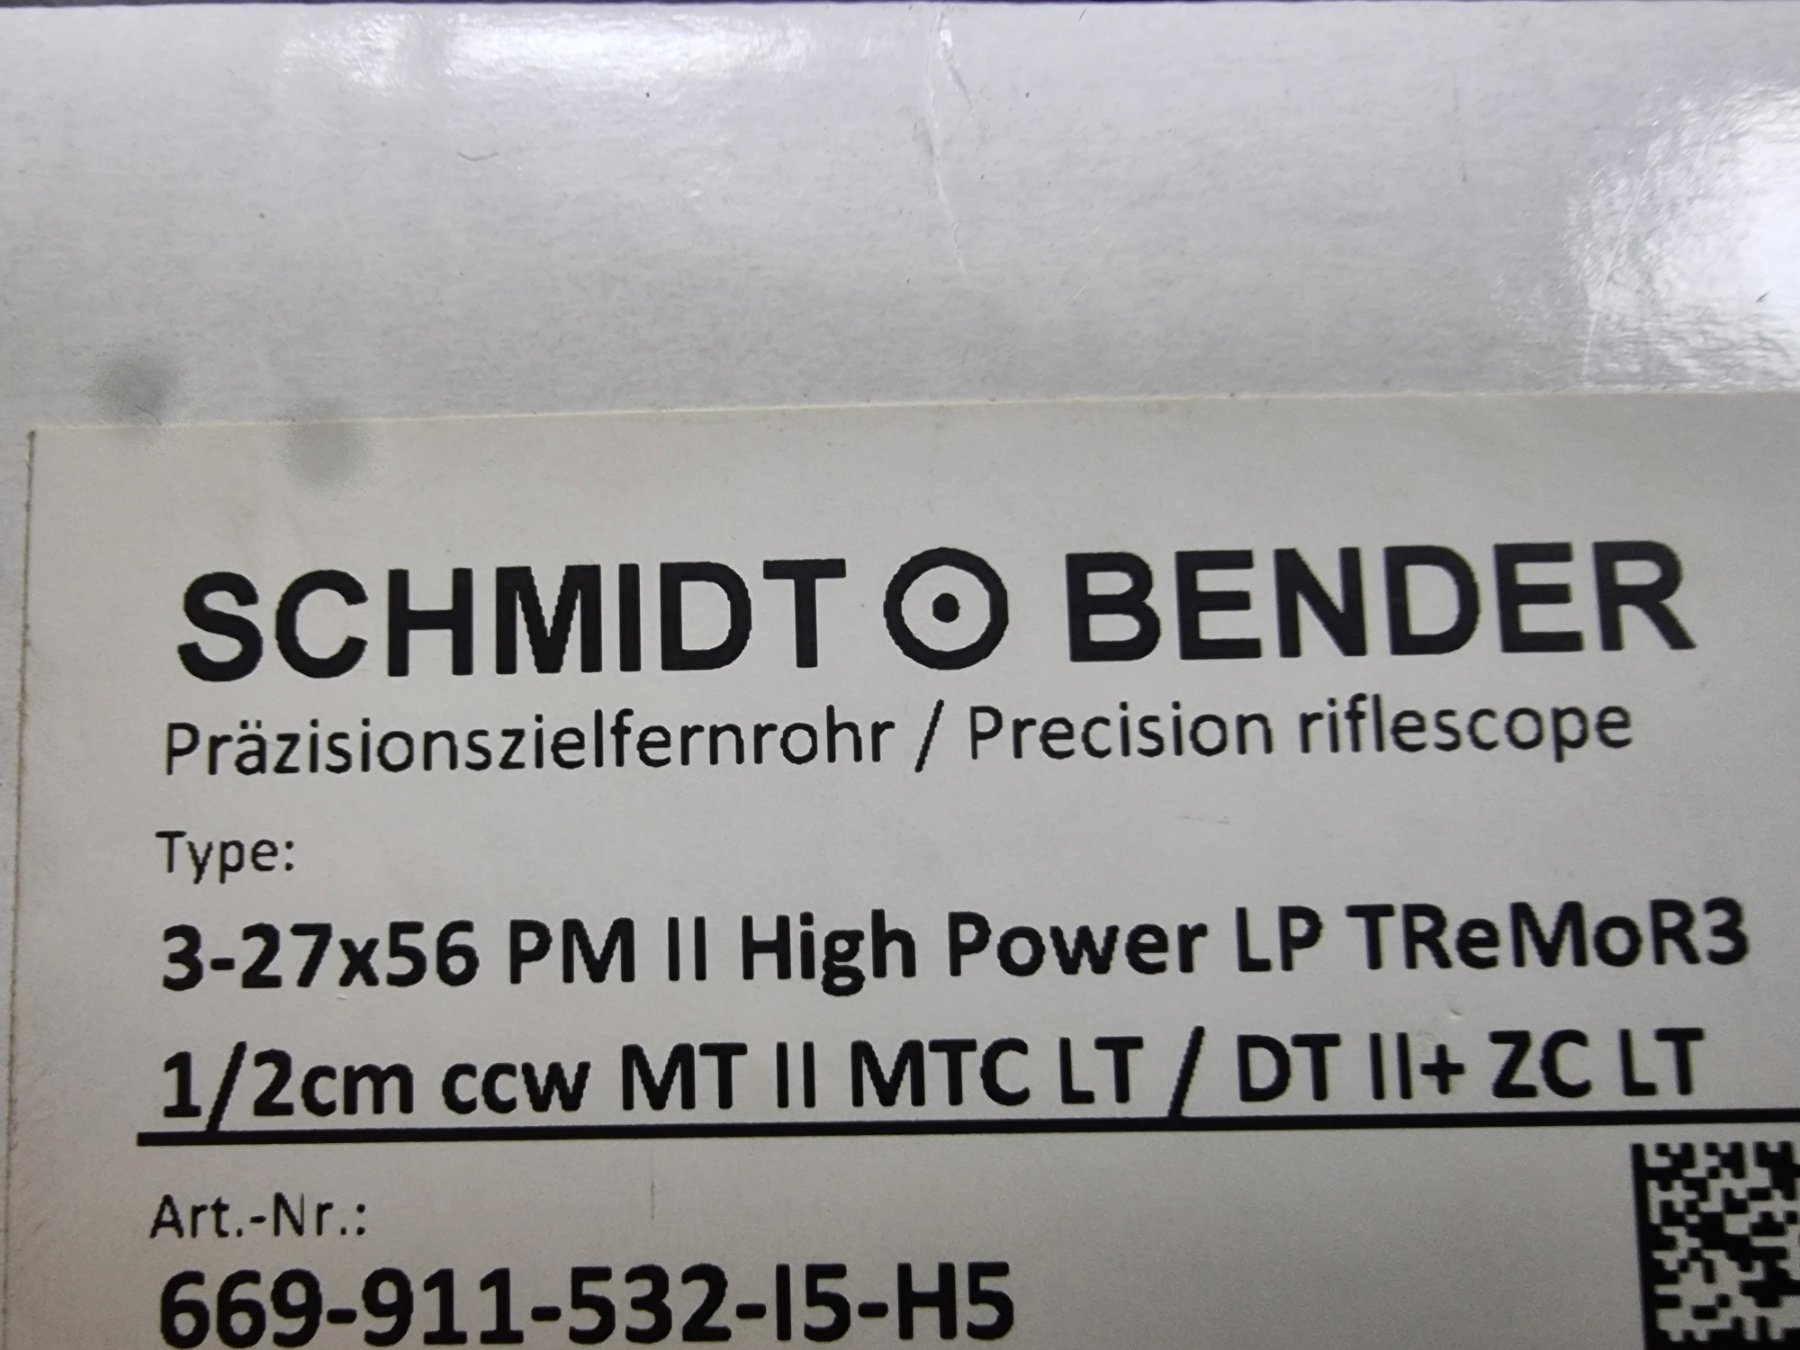 SCHMIDT BENDER
Präzisionszielfernrohr / Precision riflescope
Type:
3-27x56 PM II High Power LP TReMoR3
1/2cm ccw MT II MTC LT / DT II+ ZC LT
Art.-Nr.:
669-911-532-I5-H5